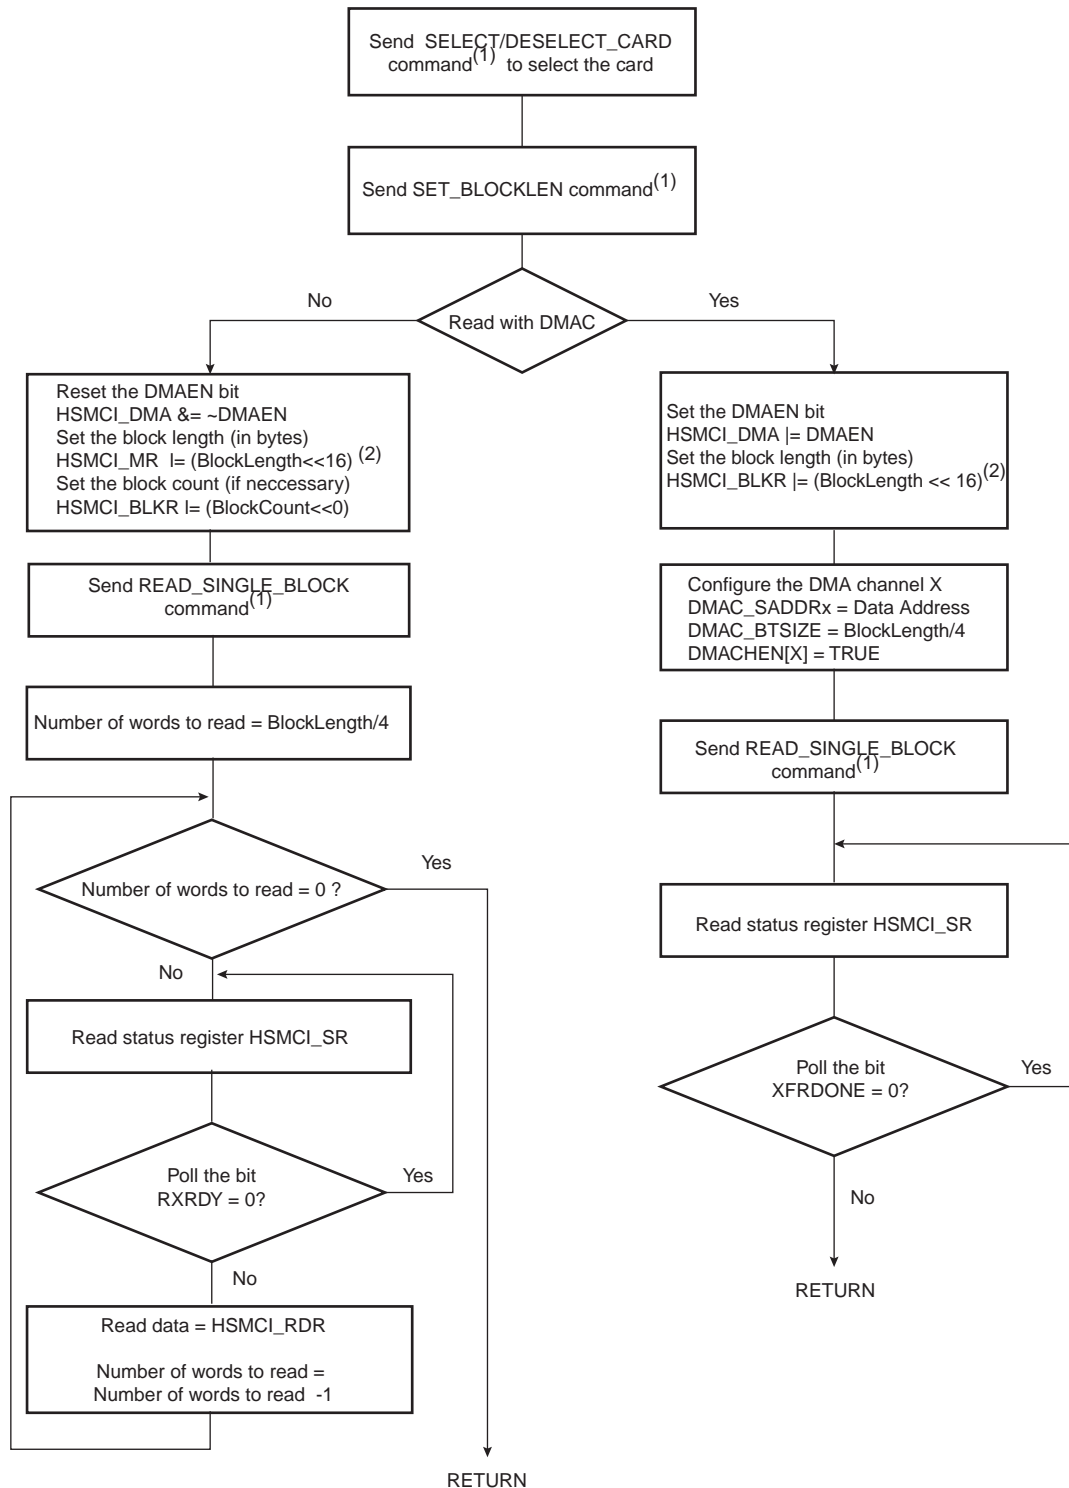 Send SELECT/DESELECT_CARD
command(1) to select the card
Send SET_BLOCKLEN command(1)
No
Yes
Read with DMAC
Reset the DMAEN bit
HSMCI_DMA &= ~DMAEN
Set the block length (in bytes)
HSMCI_MR l= (BlockLength<<16) (2)
Set the block count (if neccessary)
HSMCI_BLKR l= (BlockCount<<0)
Send READ_SINGLE_BLOCK
command(1)
Number of words to read = BlockLength/4
Number of words to read = 0 ?
Yes
No
Read status register HSMCI_SR
Poll the bit
RXRDY = 0?
Yes
No
Read data = HSMCI_RDR
Number of words to read =
Number of words to read -1
RETURN
Set the DMAEN bit
HSMCI_DMA |= DMAEN
Set the block length (in bytes)
HSMCI_BLKR |= (BlockLength << 16)(2)
Configure the DMA channel X
DMAC_SADDRx = Data Address
DMAC_BTSIZE = BlockLength/4
DMACHEN[X] = TRUE
Send READ_SINGLE_BLOCK
command(1)
Read status register HSMCI_SR
Poll the bit
XFRDONE = 0?
Yes
No
RETURN